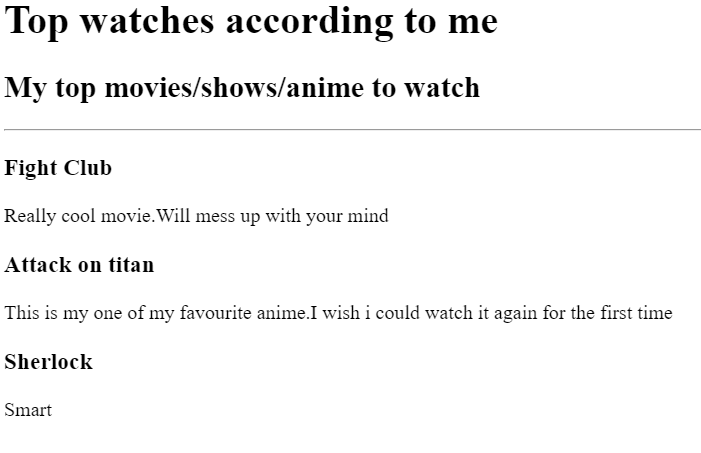 Top watches according to me
My top movies/shows/anime to watch
Fight Club
Really cool movie.Will mess up with your mind
Attack on titan
This is my one of my favourite anime.I wish i could watch it again for the first time
Sherlock
Smart